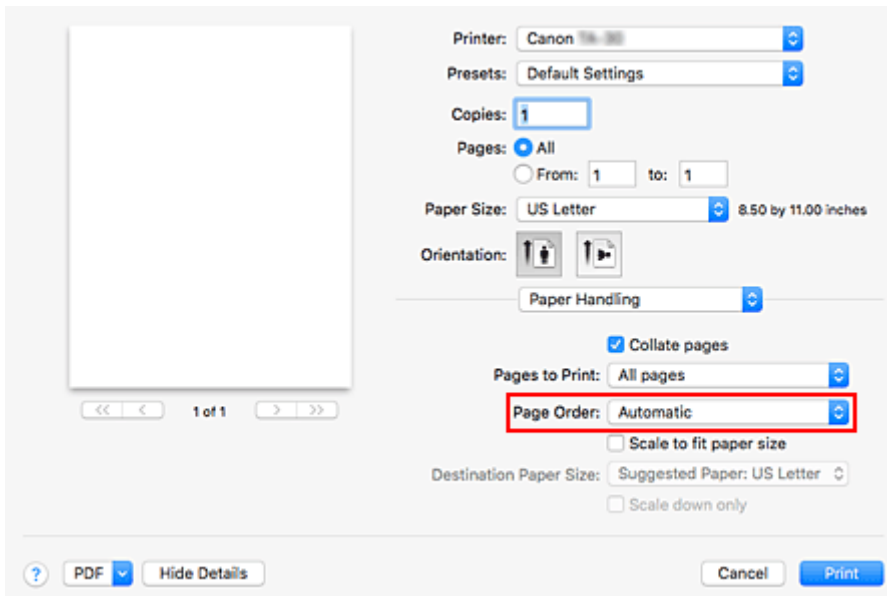 Printer: Canon
Presets: Default Settings
Copies: 1
Pages: All
From: 1 to: 1
Paper Size: US Letter 8.50 by 11.00 inches
Orientation:
Paper Handling
Collate pages
Pages to Print: All pages
<< < 1 of 1 > >>
Page Order: Automatic
Scale to fit paper size
Destination Paper Size: Suggested Paper: US Letter
Scale down only
? PDF Hide Details Cancel Print